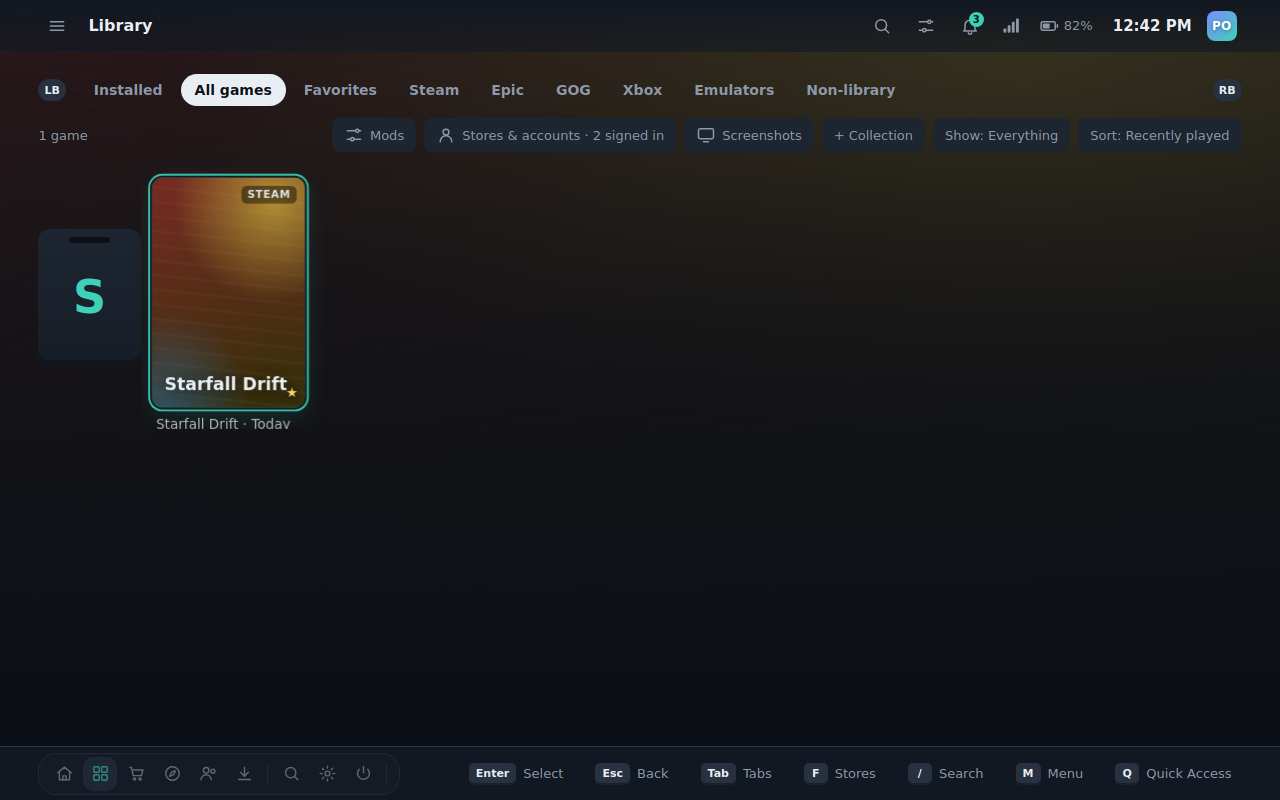 Library 3 82% 12:42 PM PO
LB Installed All games Favorites Steam Epic GOG Xbox Emulators Non-library RB
1 game Mods Stores & accounts · 2 signed in Screenshots + Collection Show: Everything Sort: Recently played
STEAM
S
Starfall Drift
Starfall Drift · Today
Enter Select Esc Back Tab Tabs F Stores / Search M Menu Q Quick Access